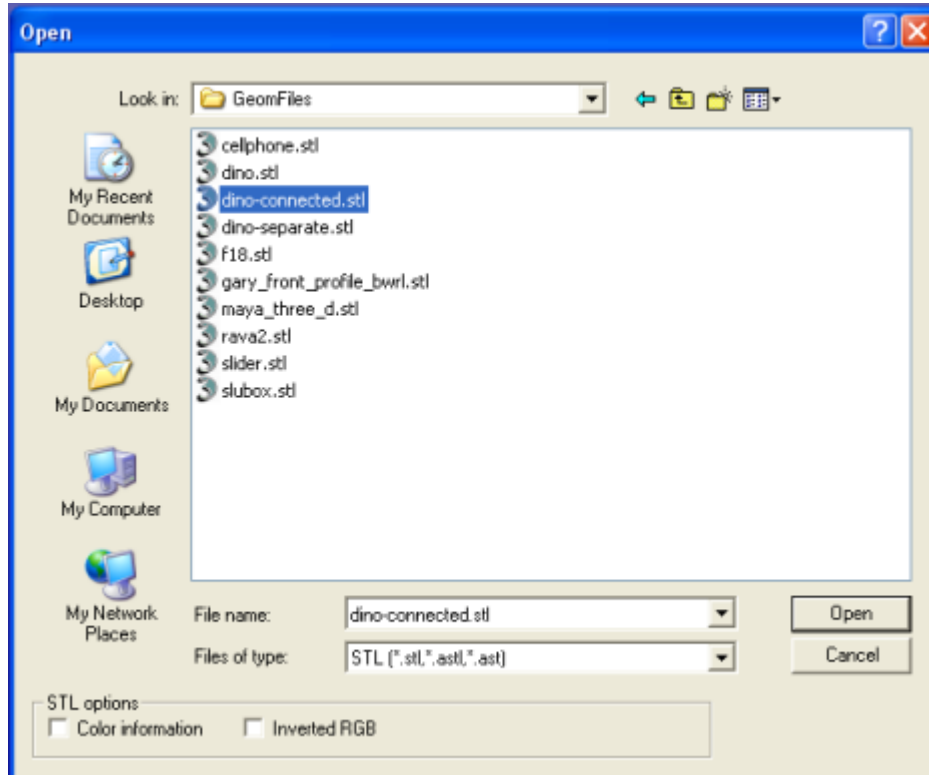 Open
Look in: GeomFiles
My Recent
Documents
Desktop
My Documents
My Computer
My Network
Places
cellphone.stl
dino.stl
dino-connected.stl
dino-separate.stl
f18.stl
gary_front_profile_bwrl.stl
maya_three_d.stl
rava2.stl
slider.stl
slubox.stl
File name: dino-connected.stl Open
Files of type: STL (*.stl,*.astl,*.ast) Cancel
STL options
Color information Inverted RGB